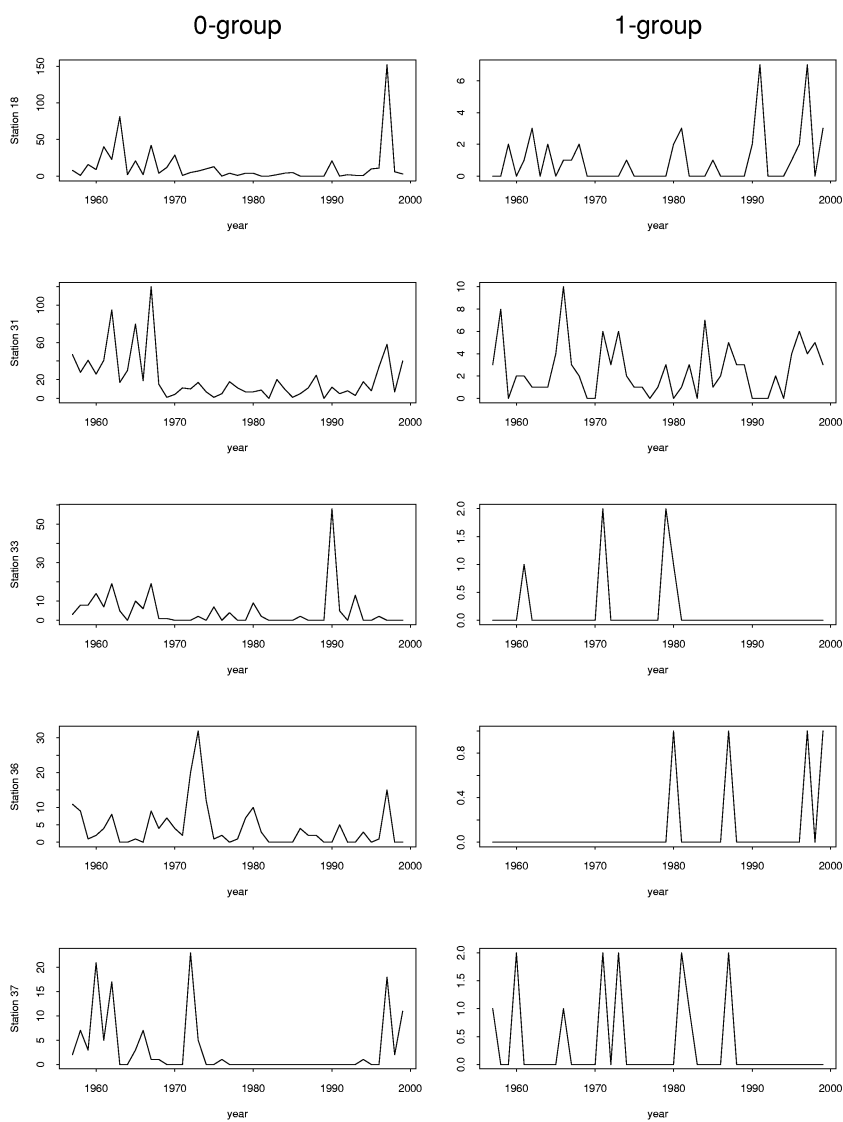 0-group 1-group
Station 18
0 50 100 150
1960 1970 1980 1990 2000
year
0 2 4 6
1960 1970 1980 1990 2000
year
Station 31
0 20 60 100
1960 1970 1980 1990 2000
year
0 2 4 6 8 10
1960 1970 1980 1990 2000
year
Station 33
0 10 30 50
1960 1970 1980 1990 2000
year
0.0 0.5 1.0 1.5 2.0
1960 1970 1980 1990 2000
year
Station 36
0 5 10 20 30
1960 1970 1980 1990 2000
year
0.0 0.4 0.8
1960 1970 1980 1990 2000
year
Station 37
0 5 10 15 20
1960 1970 1980 1990 2000
year
0.0 0.5 1.0 1.5 2.0
1960 1970 1980 1990 2000
year